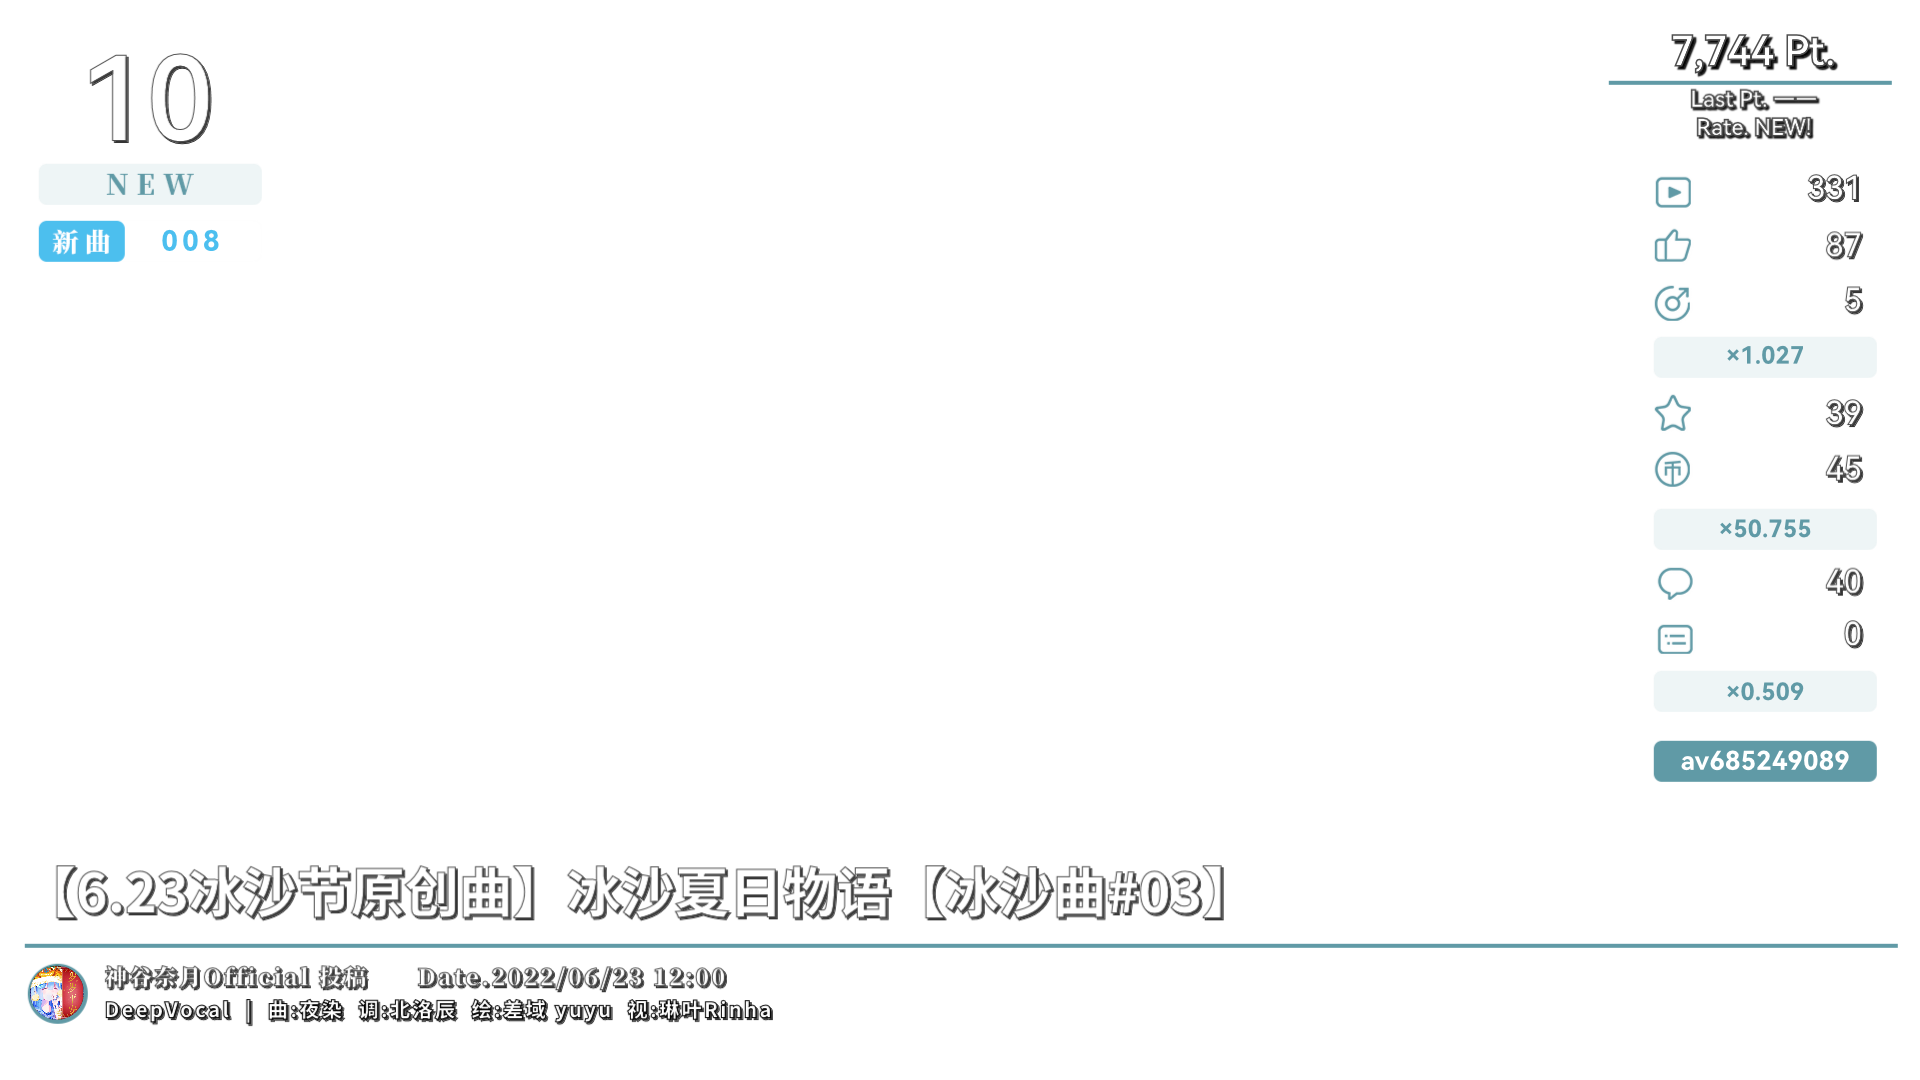 10
NEW
新曲 008
7,744 Pt.
Last Pt. ——
Rate. NEW!
331
87
5
×1.027
39
45
×50.755
40
0
×0.509
av685249089
【6.23冰沙节原创曲】冰沙夏日物语【冰沙曲#03】
神谷奈月Official 投稿 Date.2022/06/23 12:00
DeepVocal | 曲:夜染 调:北洛辰 绘:差域 yuyu 视:琳叶Rinha